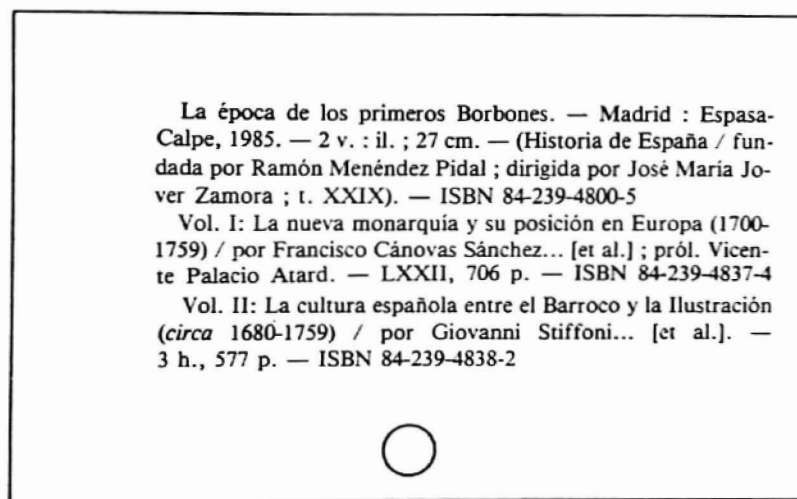 La época de los primeros Borbones. — Madrid : Espasa-
Calpe, 1985. — 2 v. : il. ; 27 cm. — (Historia de España / fun-
dada por Ramón Menéndez Pidal ; dirigida por José María Jo-
ver Zamora ; t. XXIX). — ISBN 84-239-4800-5
Vol. I: La nueva monarquía y su posición en Europa (1700-
1759) / por Francisco Cánovas Sánchez... [et al.] ; pról. Vicen-
te Palacio Atard. — LXXII, 706 p. — ISBN 84-239-4837-4
Vol. II: La cultura española entre el Barroco y la Ilustración
(circa 1680-1759) / por Giovanni Stiffoni... [et al.]. —
3 h., 577 p. — ISBN 84-239-4838-2